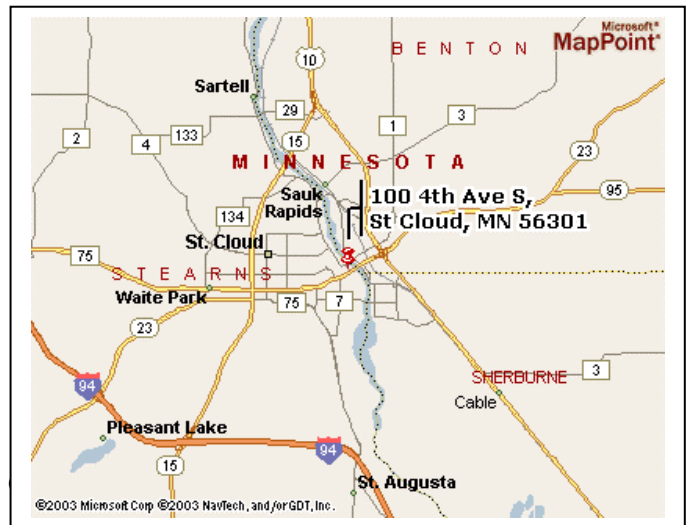 Microsoft®
MapPoint®
BENTON
10
Sartell
29
3
2
4
133
15
1
23
MINNESOTA
95
Sauk
Rapids
100 4th Ave S,
St Cloud, MN 56301
134
St. Cloud
75
STEARNS
Waite Park
75
7
23
3
SHERBURNE
94
Cable
Pleasant Lake
94
15
St. Augusta
©2003 Microsoft Corp ©2003 NavTech, and/or GDT, Inc.